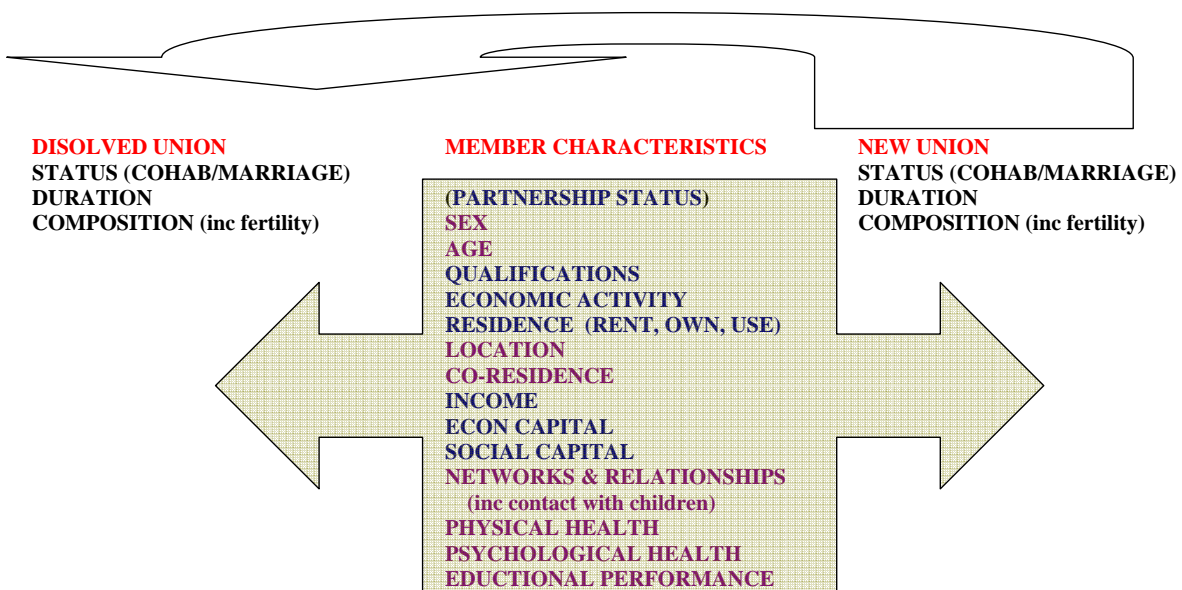 DISOLVED UNION
STATUS (COHAB/MARRIAGE)
DURATION
COMPOSITION (inc fertility)
MEMBER CHARACTERISTICS
(PARTNERSHIP STATUS)
SEX
AGE
QUALIFICATIONS
ECONOMIC ACTIVITY
RESIDENCE (RENT, OWN, USE)
LOCATION
CO-RESIDENCE
INCOME
ECON CAPITAL
SOCIAL CAPITAL
NETWORKS & RELATIONSHIPS
(inc contact with children)
PHYSICAL HEALTH
PSYCHOLOGICAL HEALTH
EDUCTIONAL PERFORMANCE
NEW UNION
STATUS (COHAB/MARRIAGE)
DURATION
COMPOSITION (inc fertility)